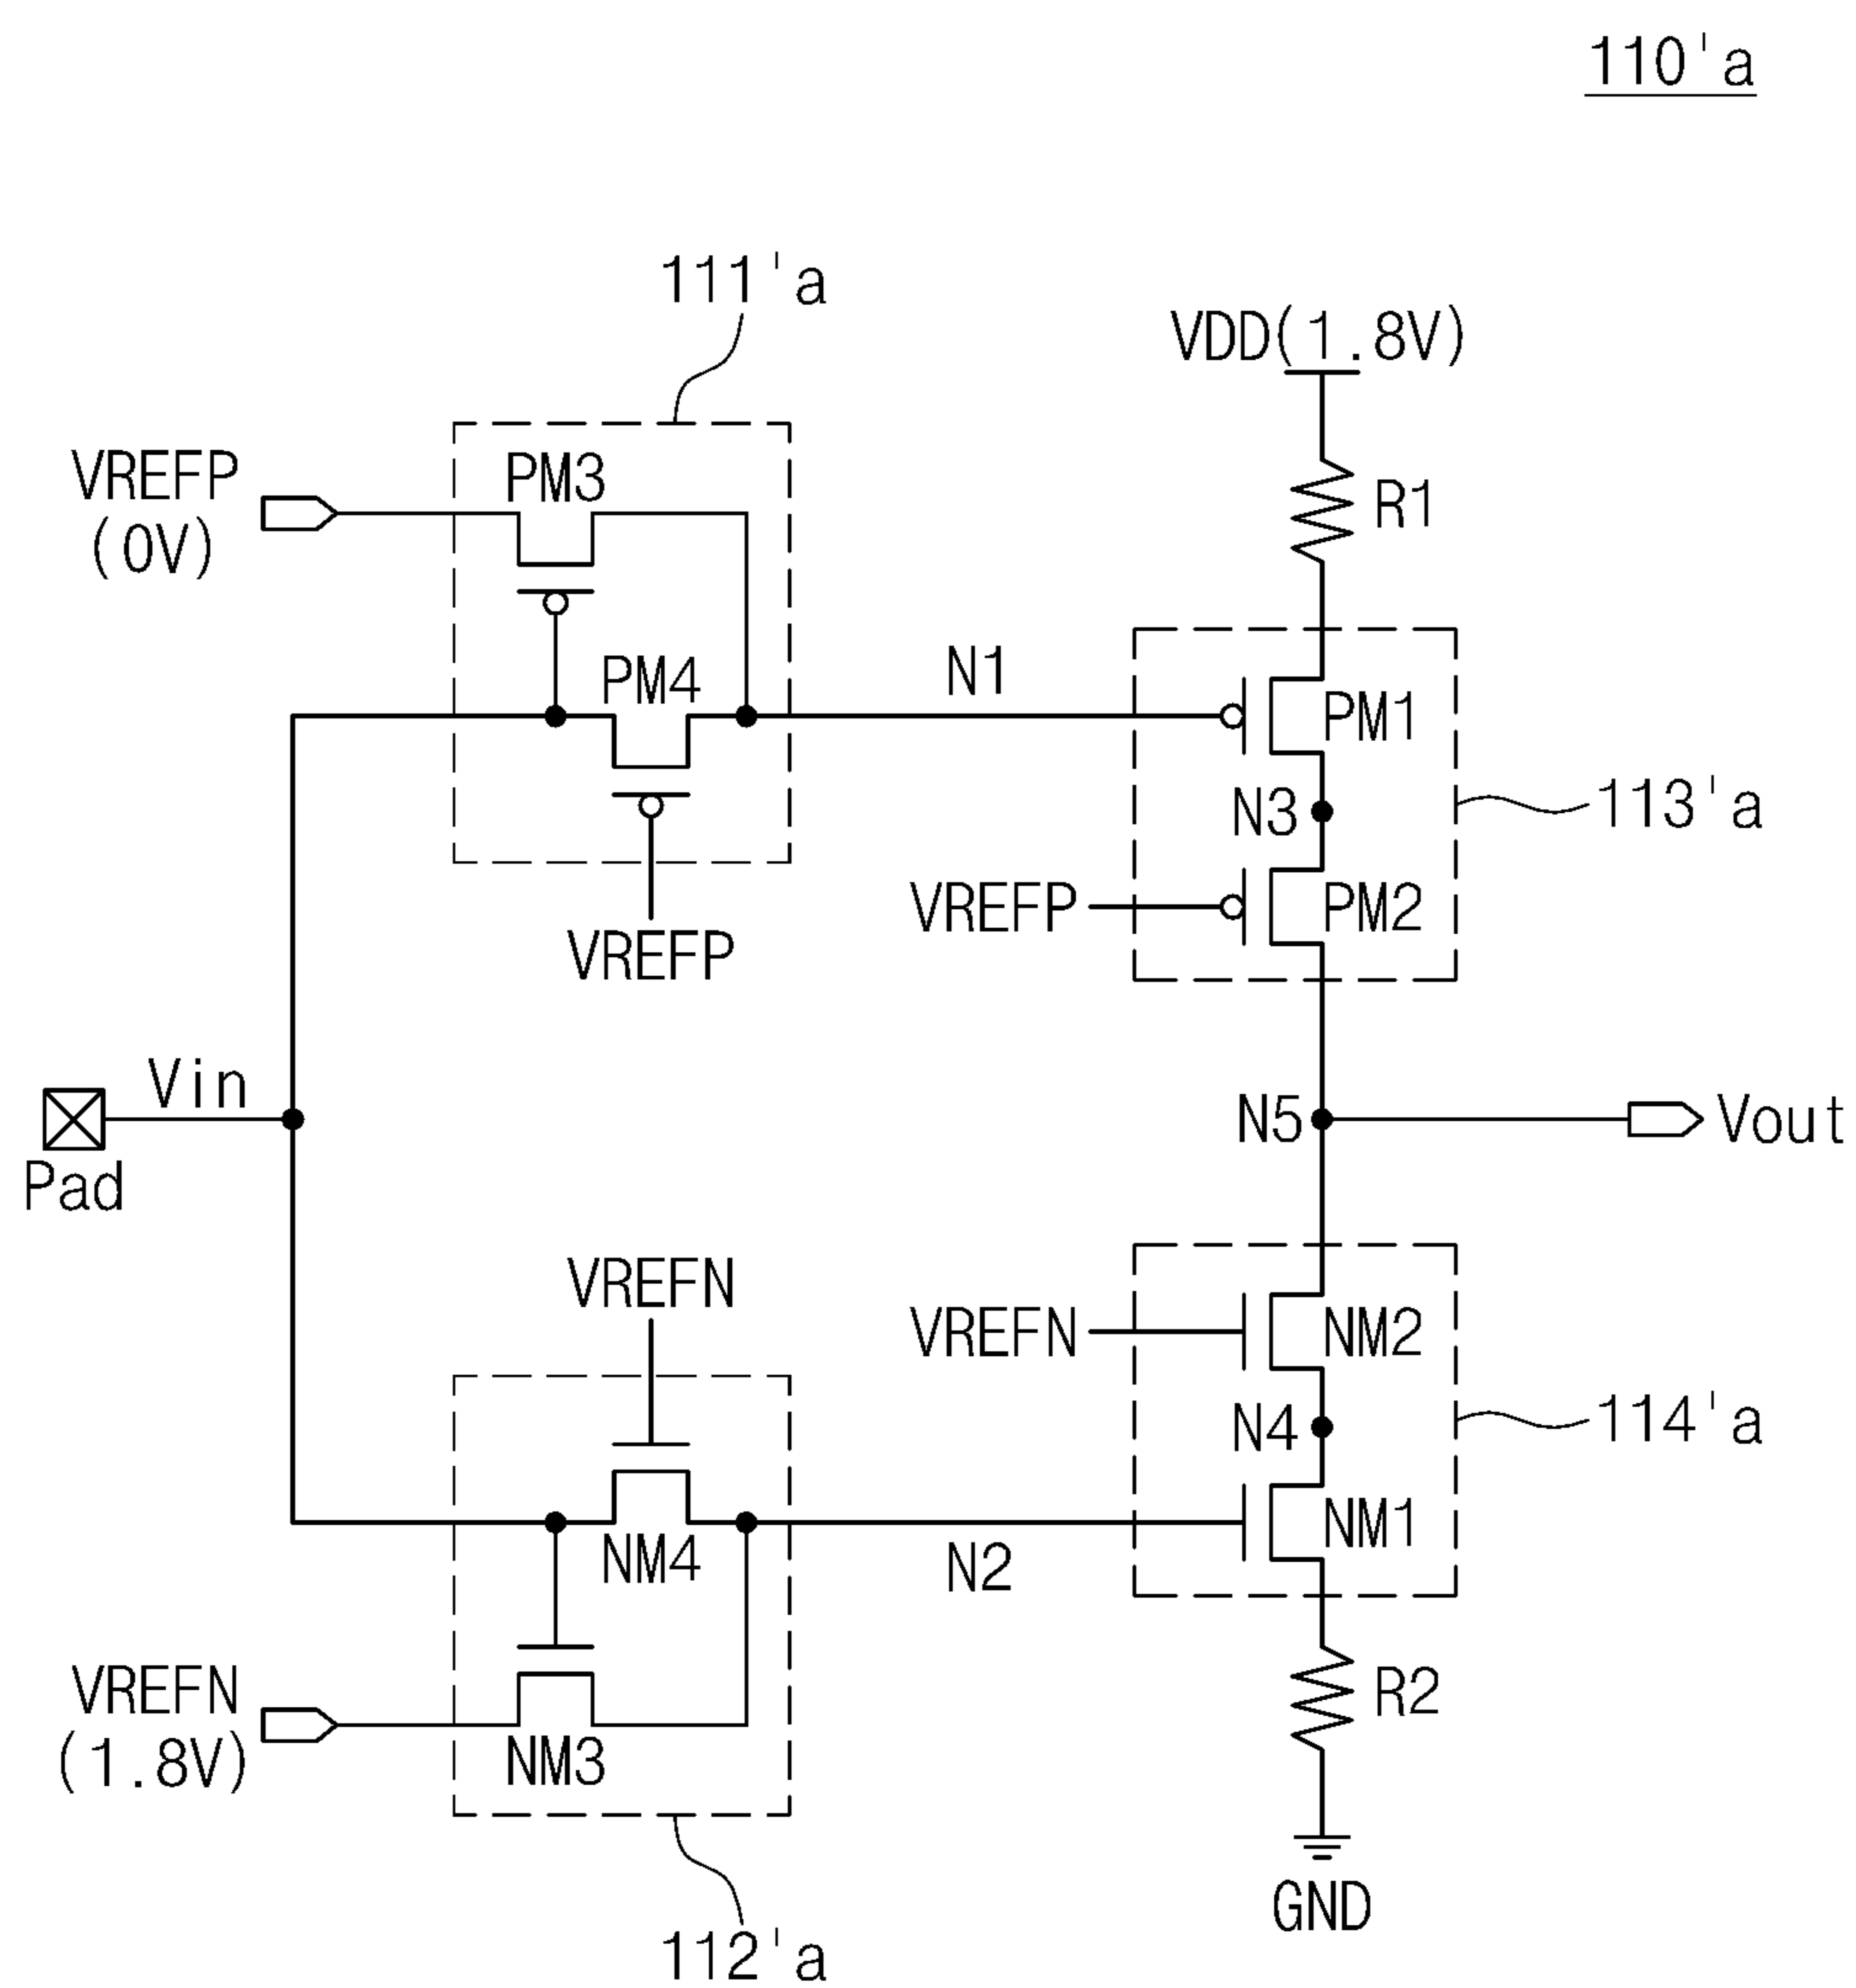 110'a
111'a
VDD(1.8V)
VREFP
(0V)
PM3
R1
PM4
N1
PM1
N3
113'a
VREFP
PM2
VREFP
Vin
N5
Vout
Pad
VREFN
VREFN
NM2
N4
114'a
NM4
N2
NM1
VREFN
(1.8V)
NM3
R2
GND
112'a